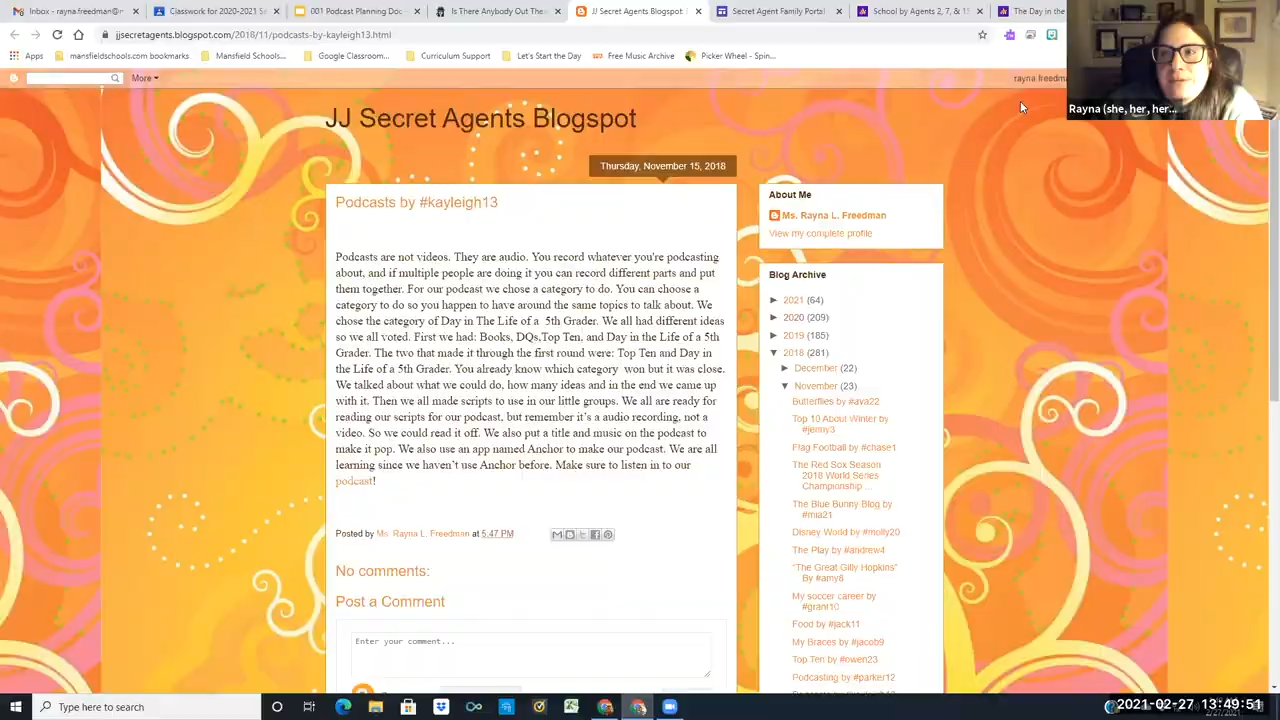 Inbox (3,400) - rayna.freedm
Classroom for 2020-2021 S
001 Podcast Planning Doc
Is There Anybody Out The
JJ Secret Agents Blogspot
Secret Agent Family Portal
School by Agents 2, 7, & 1
The Day in the
jjsecretagents.blogspot.com/2018/11/podcasts-by-kayleigh13.html
Apps
mansfieldschools.com bookmarks
Mansfield Schools...
Google Classroom...
Curriculum Support
Let's Start the Day
Free Music Archive
Picker Wheel - Spin...
More
rayna.freedm
Rayna (she, her, her...
JJ Secret Agents Blogspot
Thursday, November 15, 2018
Podcasts by #kayleigh13
Podcasts are not videos. They are audio. You record whatever you're podcasting
about, and if multiple people are doing it you can record different parts and put
them together. For our podcast we chose a category to do. You can choose a
category to do so you happen to have around the same topics to talk about. We
chose the category of Day in The Life of a 5th Grader. We all had different ideas
so we all voted. First we had: Books, DQs,Top Ten, and Day in the Life of a 5th
Grader. The two that made it through the first round were: Top Ten and Day in
the Life of a 5th Grader. You already know which category won but it was close.
We talked about what we could do, how many ideas and in the end we came up
with it. Then we all made scripts to use in our little groups. We all are ready for
reading our scripts for our podcast, but remember it's a audio recording, not a
video. So we could read it off. We also put a title and music on the podcast to
make it pop. We also use an app named Anchor to make our podcast. We are all
learning since we haven't use Anchor before. Make sure to listen in to our
podcast!
Posted by Ms. Rayna L. Freedman at 5:47 PM
No comments:
Post a Comment
Enter your comment...
About Me
Ms. Rayna L. Freedman
View my complete profile
Blog Archive
► 2021 (64)
► 2020 (209)
► 2019 (185)
▼ 2018 (281)
► December (22)
▼ November (23)
Butterflies by #ava22
Top 10 About Winter by
#jermy3
Flag Football by #chase1
The Red Sox Season
2018 World Series
Championship ...
The Blue Bunny Blog by
#mia21
Disney World by #molly20
The Play by #andrew4
"The Great Gilly Hopkins"
By #amy8
My soccer career by
#grant10
Food by #jack11
My Braces by #jacob9
Top Ten by #owen23
Podcasting by #parker12
Type here to search
2021-02-27 13:49:51